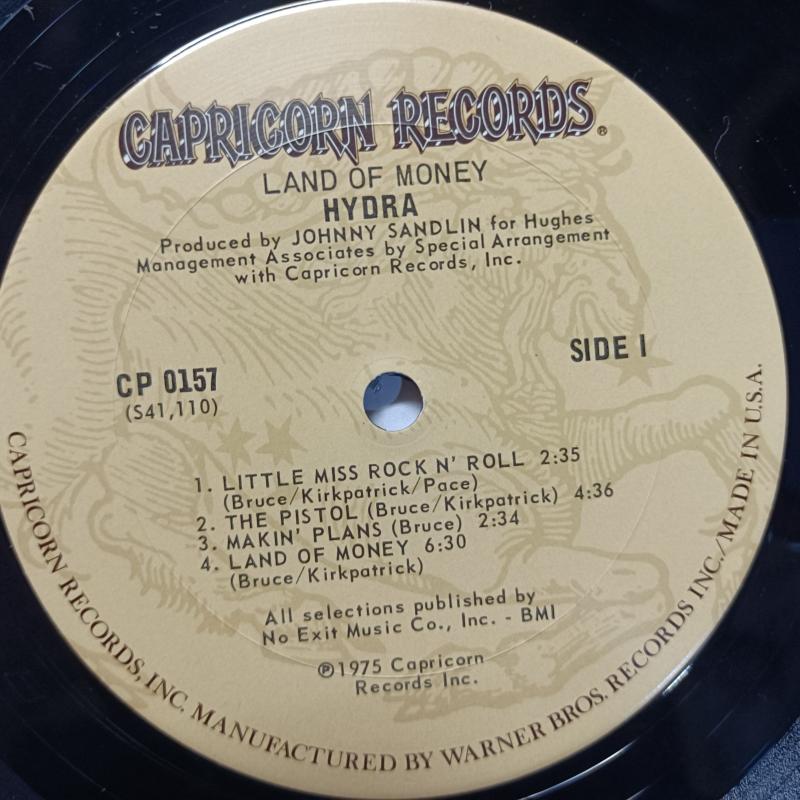 CAPRICORN RECORDS®
LAND OF MONEY
HYDRA
Produced by JOHNNY SANDLIN for Hughes
Management Associates by Special Arrangement
with Capricorn Records, Inc.
CP 0157
(S41,110)
SIDE I
1. LITTLE MISS ROCK N' ROLL 2:35
(Bruce/Kirkpatrick/Pace)
2. THE PISTOL (Bruce/Kirkpatrick) 4:36
3. MAKIN' PLANS (Bruce) 2:34
4. LAND OF MONEY 6:30
(Bruce/Kirkpatrick)
All selections published by
No Exit Music Co., Inc. - BMI
℗1975 Capricorn
Records Inc.
CAPRICORN RECORDS, INC. MANUFACTURED BY WARNER BROS. RECORDS INC./MADE IN U.S.A.